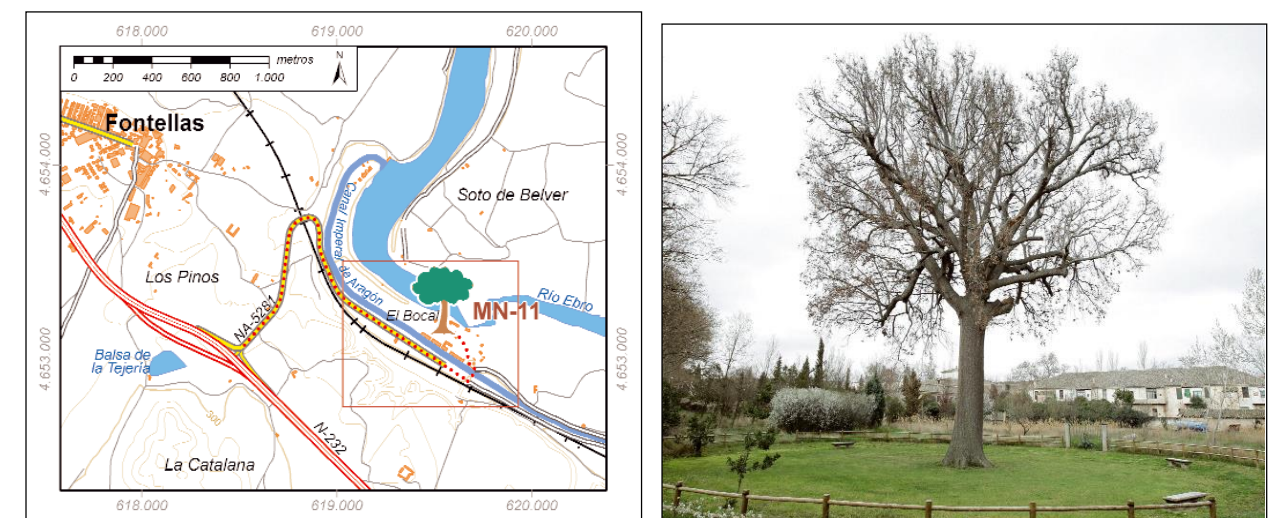 618.000 619.000 620.000
metros
0 200 400 600 800 1.000
N
Fontellas
4.654.000
4.654.000
Soto de Belver
Canal Imperial de Aragón
Los Pinos
NA-5281
El Bocal
MN-11
Río Ebro
4.653.000
4.653.000
Balsa de
la Tejería
300
N-232
La Catalana
618.000 619.000 620.000